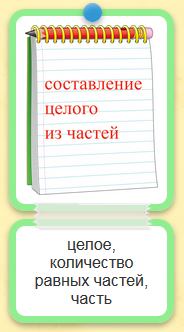 составление
целого
из частей
целое,
количество
равных частей,
часть